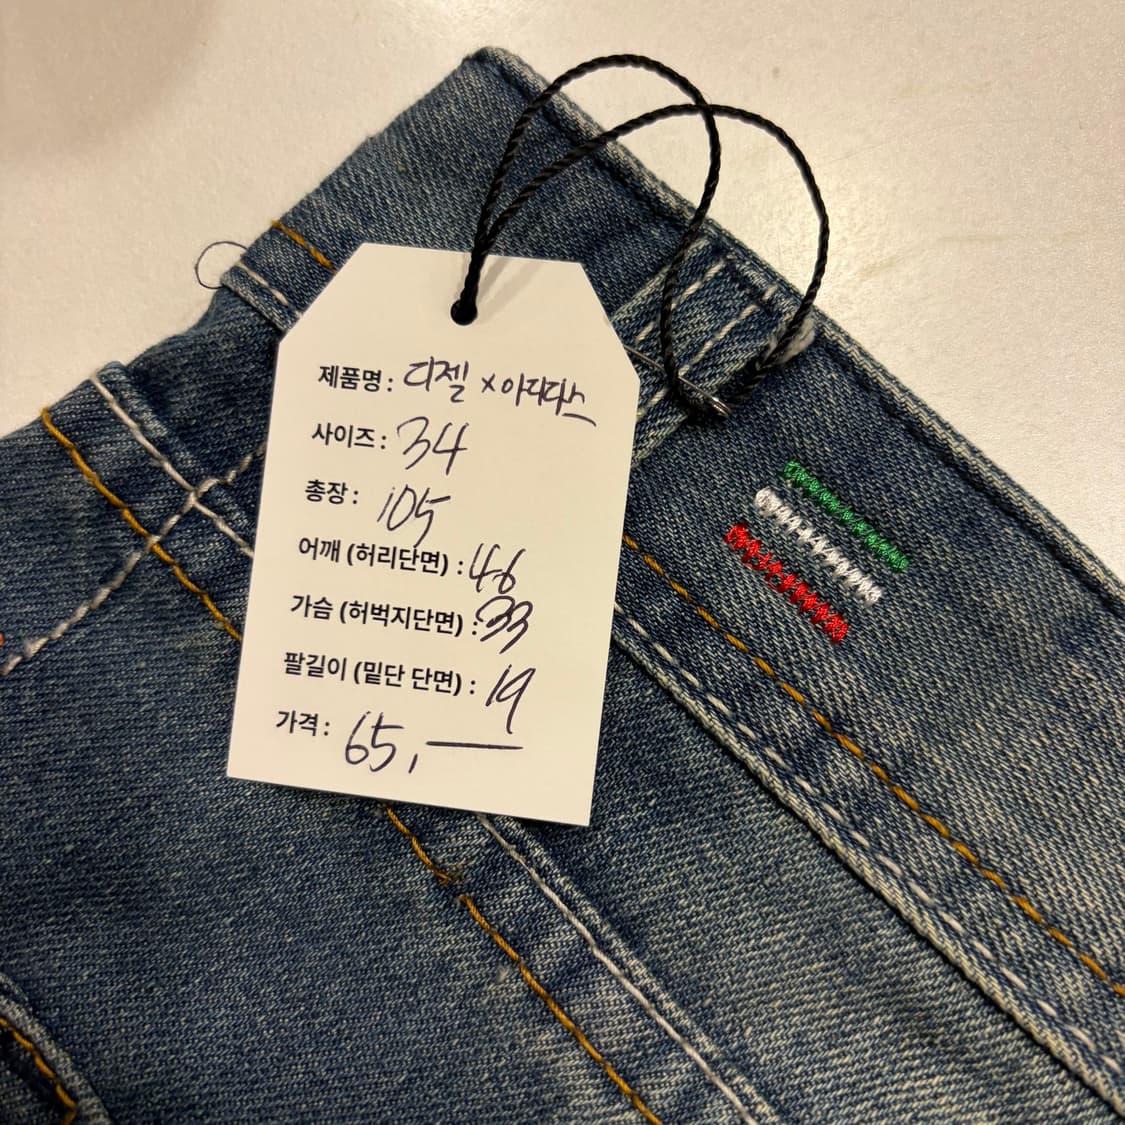 제품명: 디젤 x 아디다스
사이즈: 34
총장: 105
어깨 (허리단면) : 46
가슴 (허벅지단면) : 33
팔길이 (밑단 단면) : 19
가격: 65,—